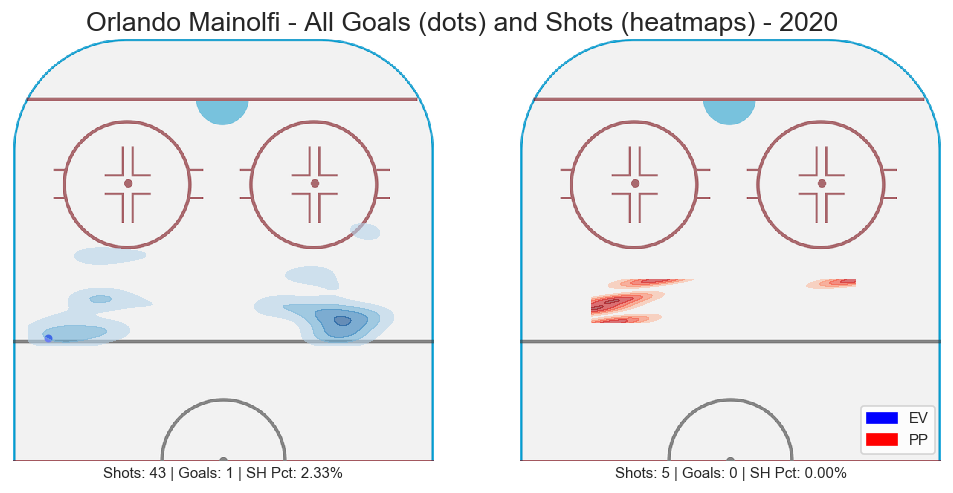 Orlando Mainolfi - All Goals (dots) and Shots (heatmaps) - 2020
EV
PP
Shots: 43 | Goals: 1 | SH Pct: 2.33%
Shots: 5 | Goals: 0 | SH Pct: 0.00%